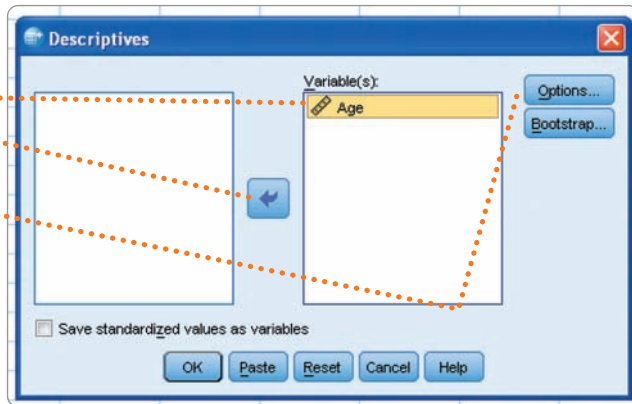 Descriptives
Variable(s):
Age
Options...
Bootstrap...
Save standardized values as variables
OK Paste Reset Cancel Help